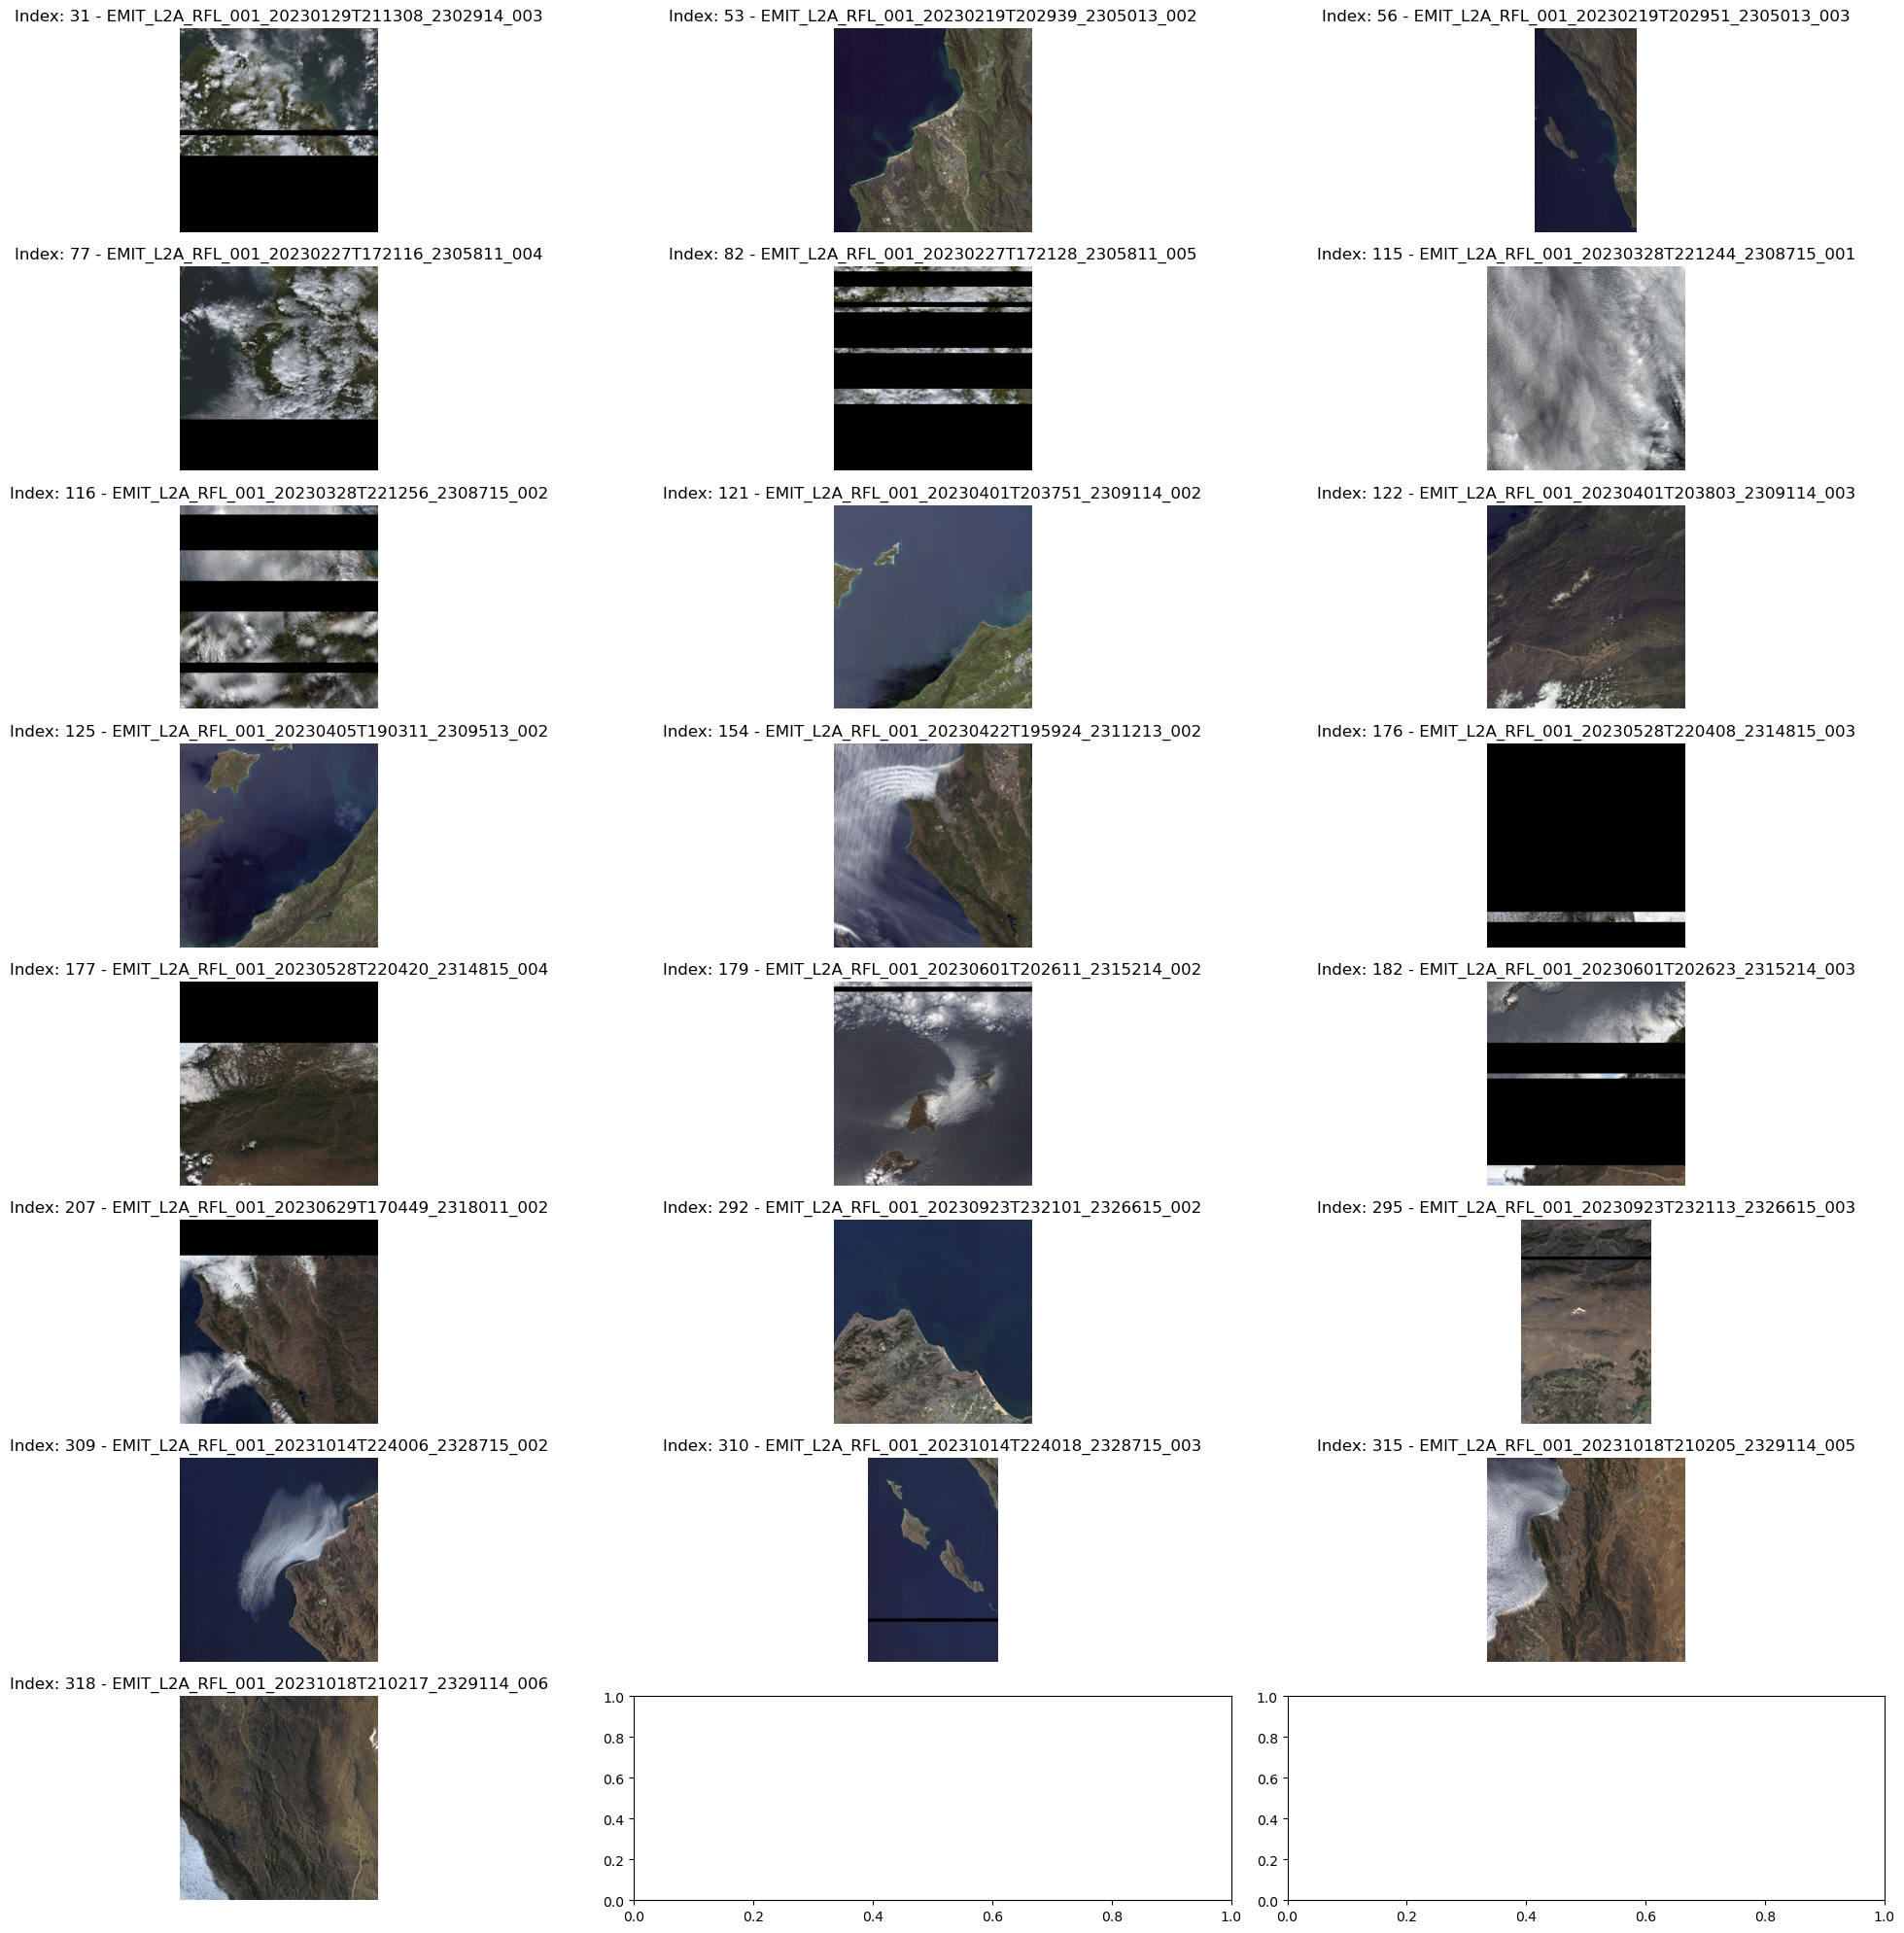 Index: 31 - EMIT_L2A_RFL_001_20230129T211308_2302914_003
Index: 53 - EMIT_L2A_RFL_001_20230219T202939_2305013_002
Index: 56 - EMIT_L2A_RFL_001_20230219T202951_2305013_003
Index: 77 - EMIT_L2A_RFL_001_20230227T172116_2305811_004
Index: 82 - EMIT_L2A_RFL_001_20230227T172128_2305811_005
Index: 115 - EMIT_L2A_RFL_001_20230328T221244_2308715_001
Index: 116 - EMIT_L2A_RFL_001_20230328T221256_2308715_002
Index: 121 - EMIT_L2A_RFL_001_20230401T203751_2309114_002
Index: 122 - EMIT_L2A_RFL_001_20230401T203803_2309114_003
Index: 125 - EMIT_L2A_RFL_001_20230405T190311_2309513_002
Index: 154 - EMIT_L2A_RFL_001_20230422T195924_2311213_002
Index: 176 - EMIT_L2A_RFL_001_20230528T220408_2314815_003
Index: 177 - EMIT_L2A_RFL_001_20230528T220420_2314815_004
Index: 179 - EMIT_L2A_RFL_001_20230601T202611_2315214_002
Index: 182 - EMIT_L2A_RFL_001_20230601T202623_2315214_003
Index: 207 - EMIT_L2A_RFL_001_20230629T170449_2318011_002
Index: 292 - EMIT_L2A_RFL_001_20230923T232101_2326615_002
Index: 295 - EMIT_L2A_RFL_001_20230923T232113_2326615_003
Index: 309 - EMIT_L2A_RFL_001_20231014T224006_2328715_002
Index: 310 - EMIT_L2A_RFL_001_20231014T224018_2328715_003
Index: 315 - EMIT_L2A_RFL_001_20231018T210205_2329114_005
Index: 318 - EMIT_L2A_RFL_001_20231018T210217_2329114_006
1.0
0.8
0.6
0.4
0.2
0.0
0.0 0.2 0.4 0.6 0.8 1.0
1.0
0.8
0.6
0.4
0.2
0.0
0.0 0.2 0.4 0.6 0.8 1.0